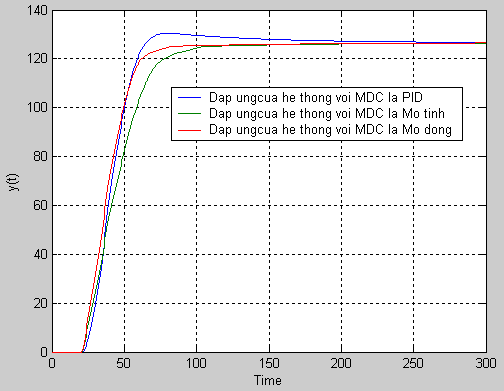 140
120
100
80
60
40
20
0
y(t)
Dap ungcua he thong voi MDC la PID
Dap ungcua he thong voi MDC la Mo tinh
Dap ungcua he thong voi MDC la Mo dong
0 50 100 150 200 250 300
Time